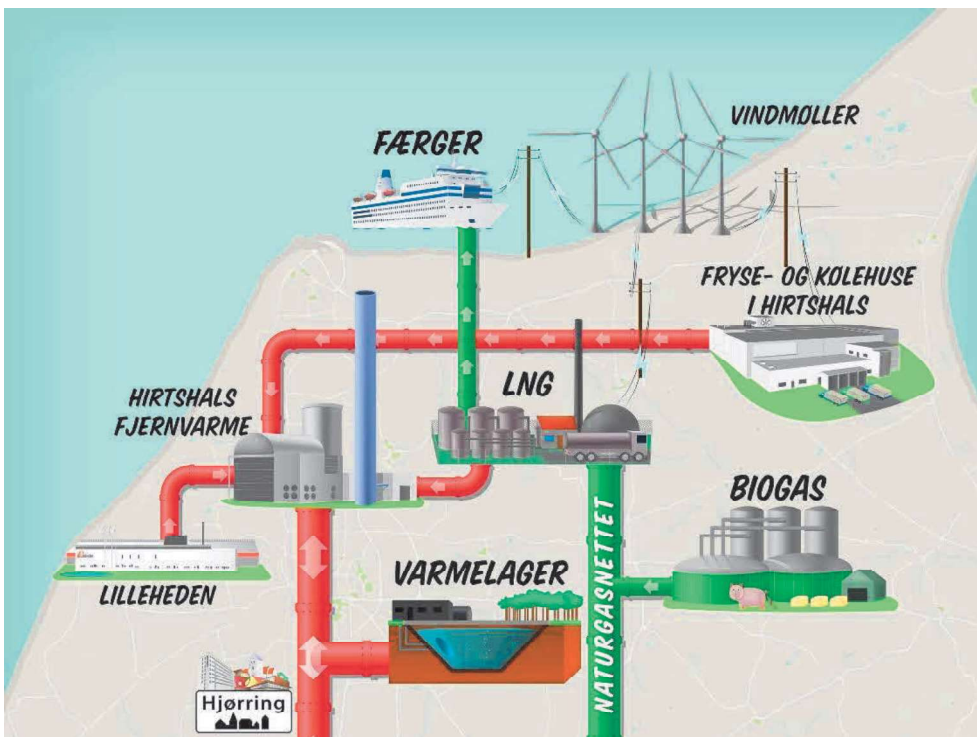 VINDMØLLER
FÆRGER
FRYSE- OG KØLEHUSE
I HIRTSHALS
LNG
HIRTSHALS
FJERNVARME
BIOGAS
VARMELAGER
LILLEHEDEN
NATURGASNETTET
Hjørring